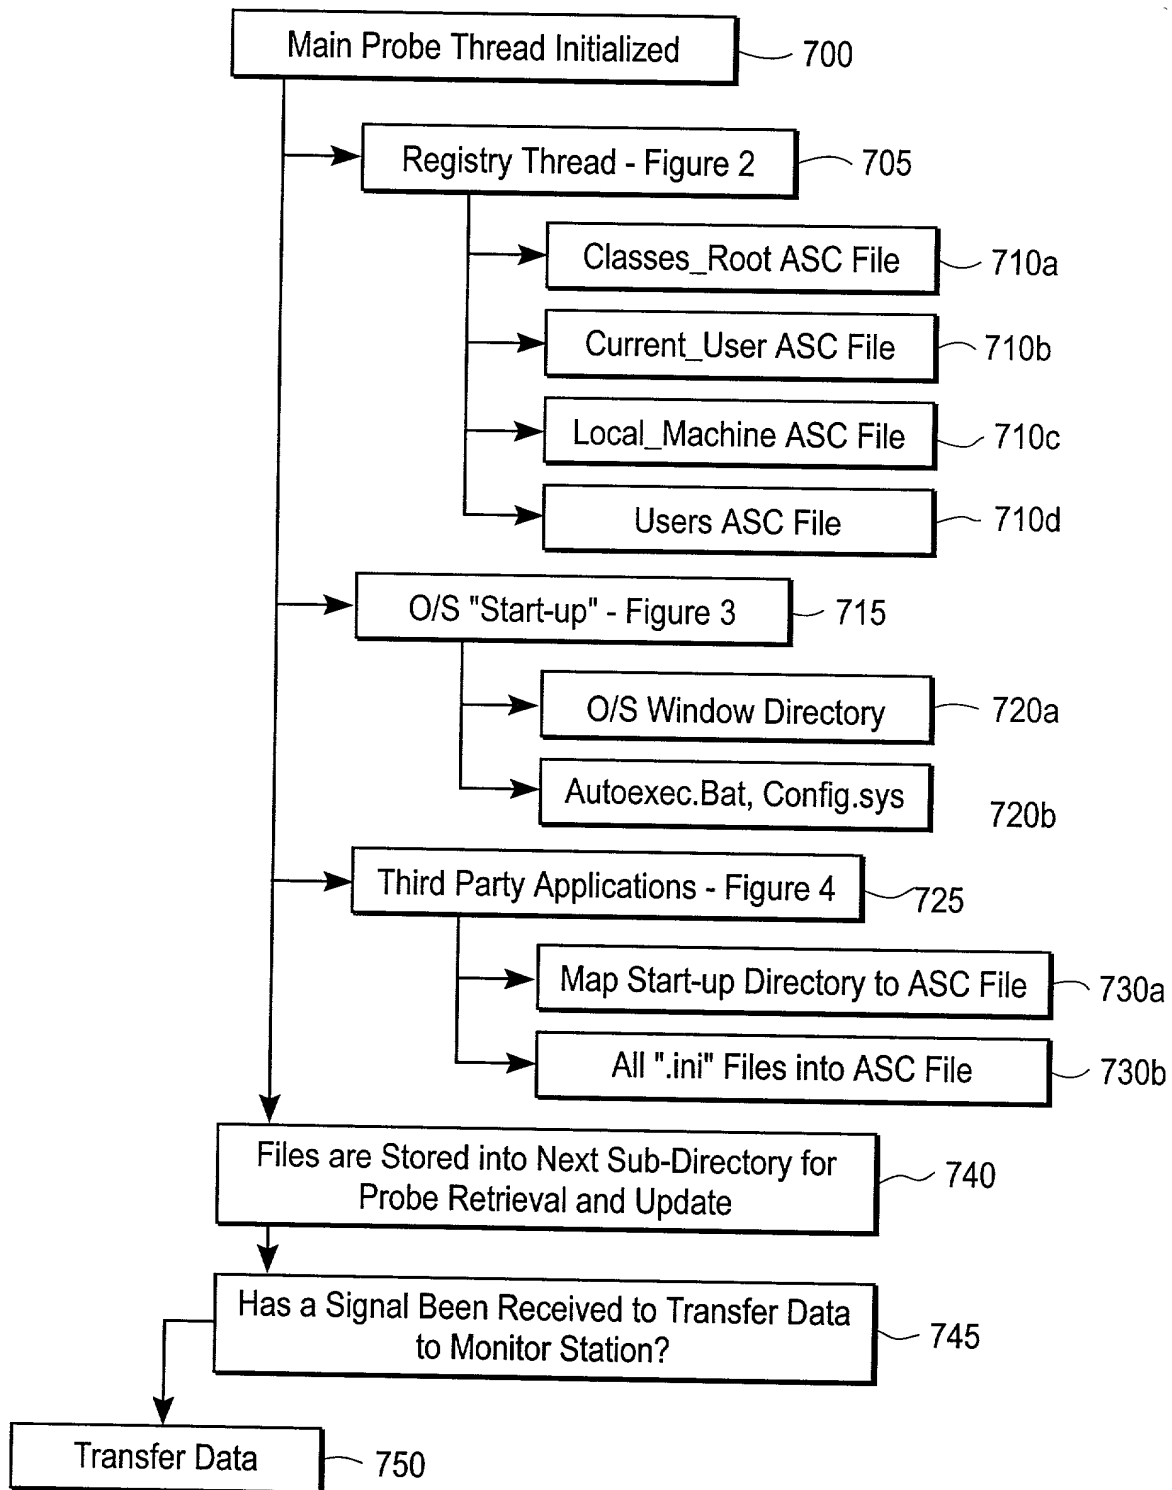 Main Probe Thread Initialized
700
Registry Thread - Figure 2
705
Classes_Root ASC File
710a
Current_User ASC File
710b
Local_Machine ASC File
710c
Users ASC File
710d
O/S "Start-up" - Figure 3
715
O/S Window Directory
720a
Autoexec.Bat, Config.sys
720b
Third Party Applications - Figure 4
725
Map Start-up Directory to ASC File
730a
All ".ini" Files into ASC File
730b
Files are Stored into Next Sub-Directory for
Probe Retrieval and Update
740
Has a Signal Been Received to Transfer Data
to Monitor Station?
745
Transfer Data
750